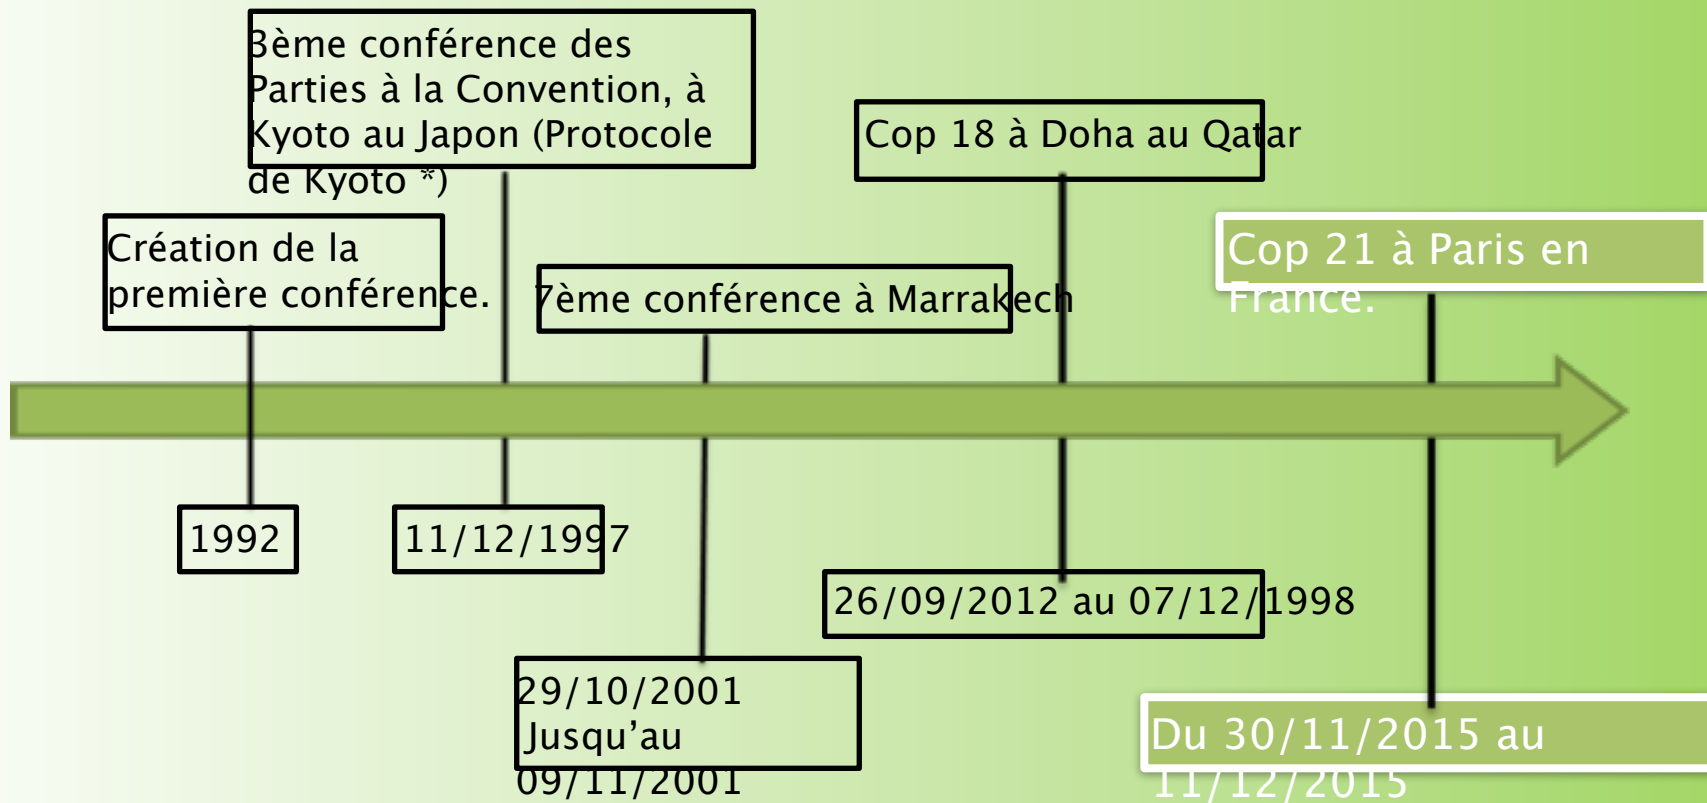 3ème conférence des
Parties à la Convention, à
Kyoto au Japon (Protocole
de Kyoto *)
Cop 18 à Doha au Qatar
Création de la
première conférence.
Cop 21 à Paris en
France.
7ème conférence à Marrakech
1992
11/12/1997
26/09/2012 au 07/12/1998
29/10/2001
Jusqu’au
09/11/2001
Du 30/11/2015 au
11/12/2015